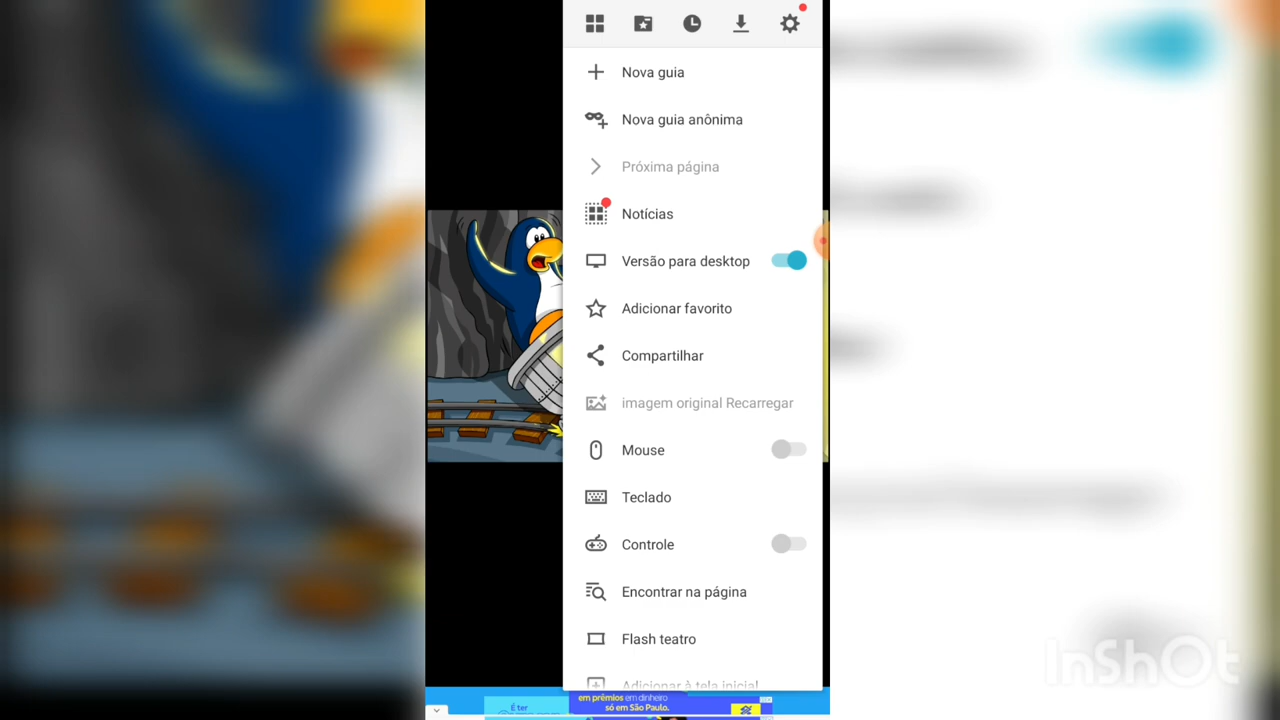 Nova guia
Nova guia anônima
Próxima página
Notícias
Versão para desktop
Adicionar favorito
Compartilhar
imagem original Recarregar
Mouse
Teclado
Controle
Encontrar na página
Flash teatro
Adicionar à tela inicial
É ter
em prêmios em dinheiro
só em São Paulo.
InShOt